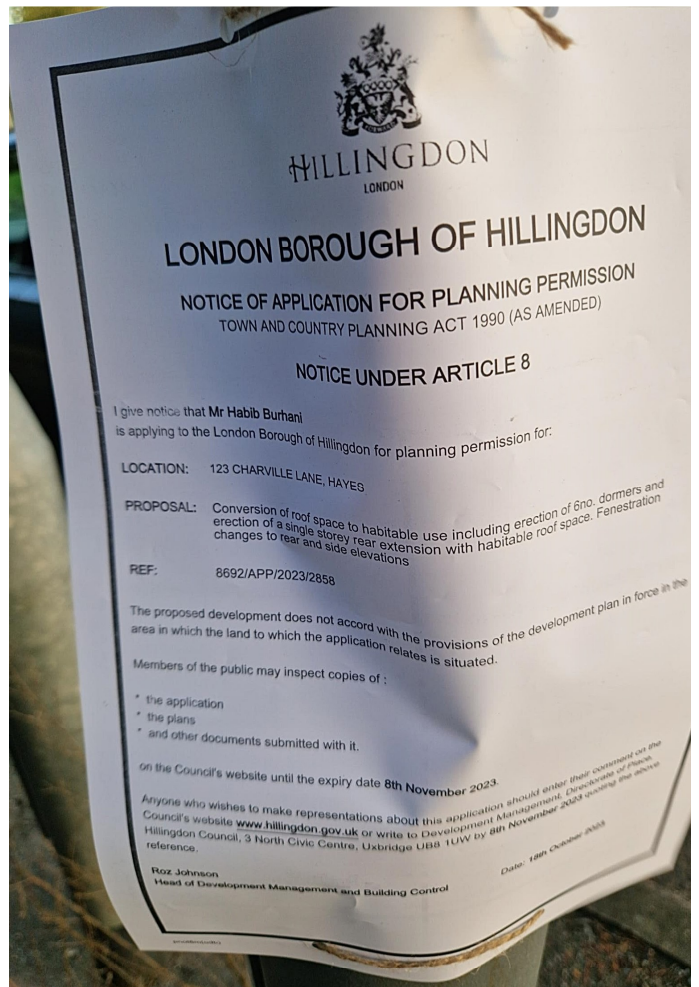 HILLINGDON
LONDON
LONDON BOROUGH OF HILLINGDON
NOTICE OF APPLICATION FOR PLANNING PERMISSION
TOWN AND COUNTRY PLANNING ACT 1990 (AS AMENDED)
NOTICE UNDER ARTICLE 8
I give notice that Mr Habib Burhani
is applying to the London Borough of Hillingdon for planning permission for:
LOCATION: 123 CHARVILLE LANE, HAYES
PROPOSAL: Conversion of roof space to habitable use including erection of 6no. dormers and
erection of a single storey rear extension with habitable roof space. Fenestration
changes to rear and side elevations
REF: 8692/APP/2023/2858
The proposed development does not accord with the provisions of the development plan in force in the
area in which the land to which the application relates is situated.
Members of the public may inspect copies of :
* the application
* the plans
* and other documents submitted with it.
on the Council's website until the expiry date 8th November 2023.
Anyone who wishes to make representations about this application should enter their comment on the
Council's website www.hillingdon.gov.uk or write to Development Management, Directorate of Place,
Hillingdon Council, 3 North Civic Centre, Uxbridge UB8 1UW by 8th November 2023 quoting the above
reference.
Roz Johnson
Head of Development Management and Building Control
Date: 18th October 2023